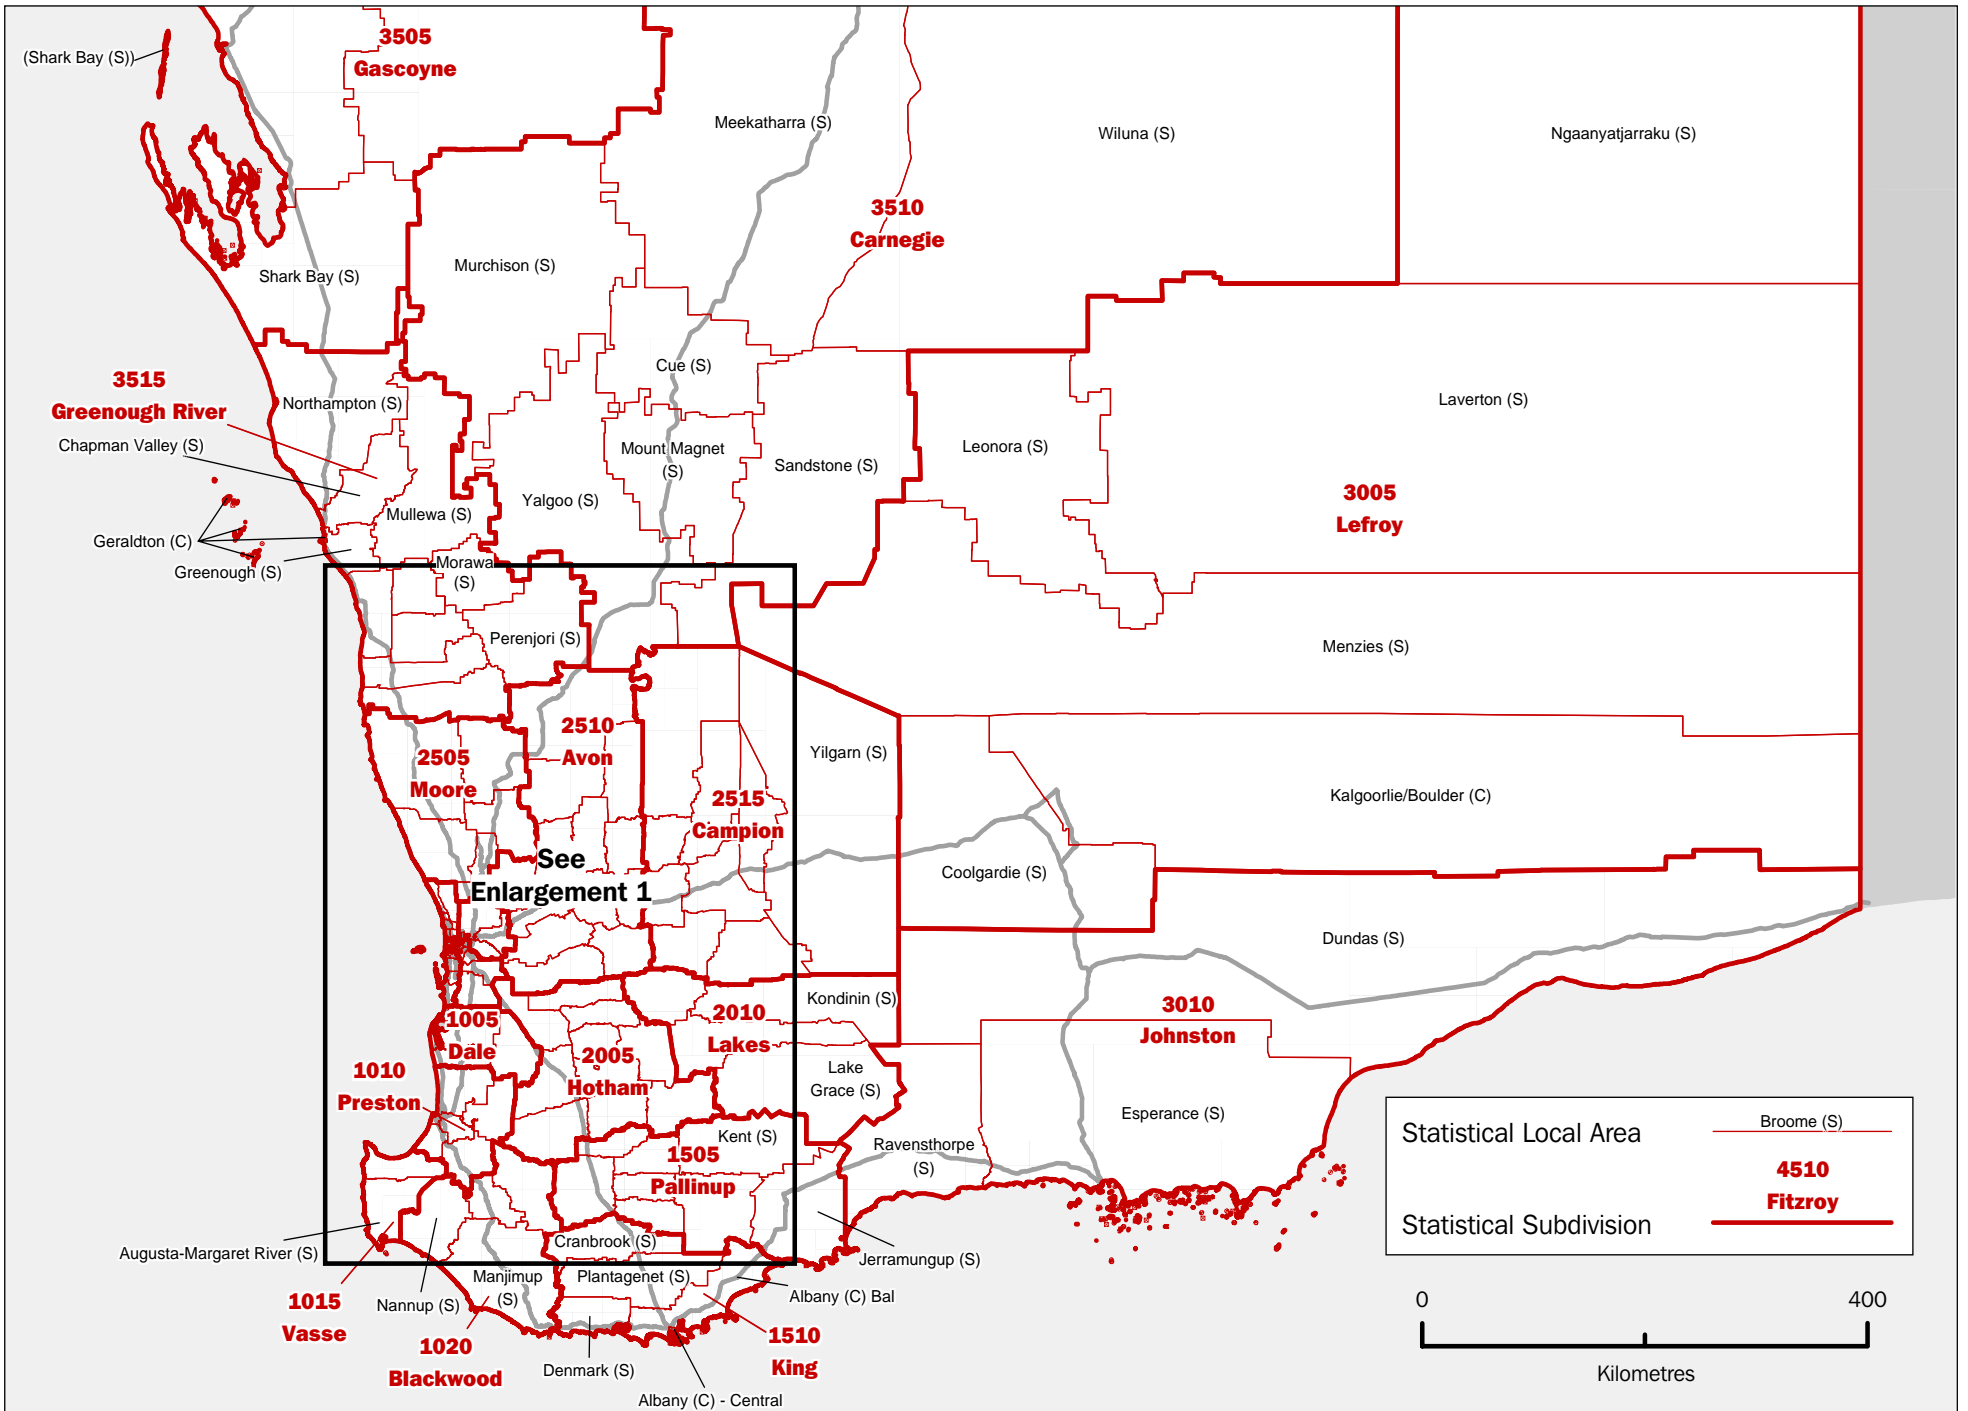 (Shark Bay (S))
3505
Gascoyne
Meekatharra (S)
Wiluna (S)
Ngaanyatjarraku (S)
3510
Carnegie
Shark Bay (S)
Murchison (S)
Cue (S)
3515
Greenough River
Northampton (S)
Chapman Valley (S)
Mount Magnet
(S)
Sandstone (S)
Leonora (S)
Laverton (S)
3005
Lefroy
Yalgoo (S)
Mullewa (S)
Geraldton (C)
Greenough (S)
Morawa
(S)
Perenjori (S)
Menzies (S)
2510
Avon
2505
Moore
Yilgarn (S)
2515
Campion
Kalgoorlie/Boulder (C)
See
Enlargement 1
Coolgardie (S)
Dundas (S)
Kondinin (S)
3010
Johnston
1005
Dale
2010
Lakes
2005
Hotham
1010
Preston
Lake
Grace (S)
Esperance (S)
Kent (S)
Ravensthorpe
(S)
1505
Pallinup
Augusta-Margaret River (S)
Cranbrook (S)
Jerramungup (S)
Manjimup
(S)
Plantagenet (S)
Albany (C) Bal
Nannup (S)
1015
Vasse
1020
Blackwood
1510
King
Denmark (S)
Albany (C) - Central
Statistical Local Area
Broome (S)
4510
Fitzroy
Statistical Subdivision
0
400
Kilometres